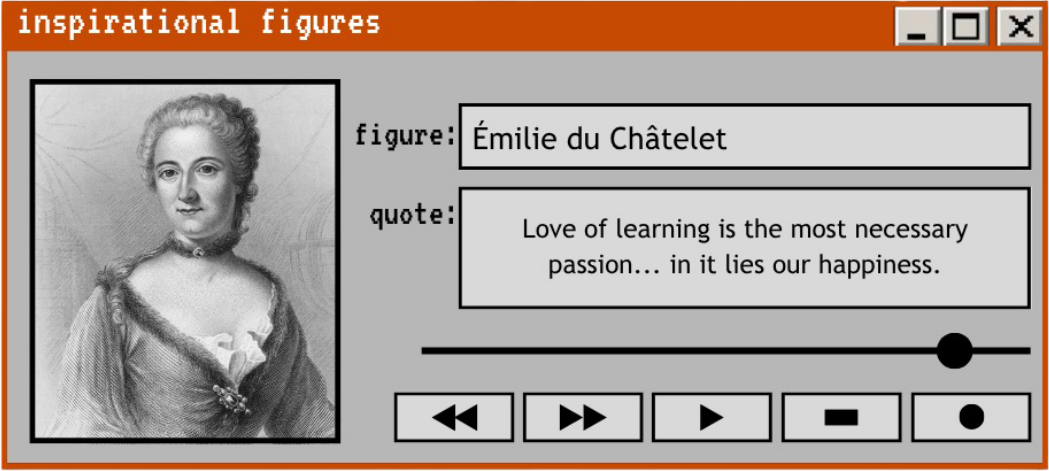 inspirational figures
figure: Émilie du Châtelet
quote: Love of learning is the most necessary
passion... in it lies our happiness.